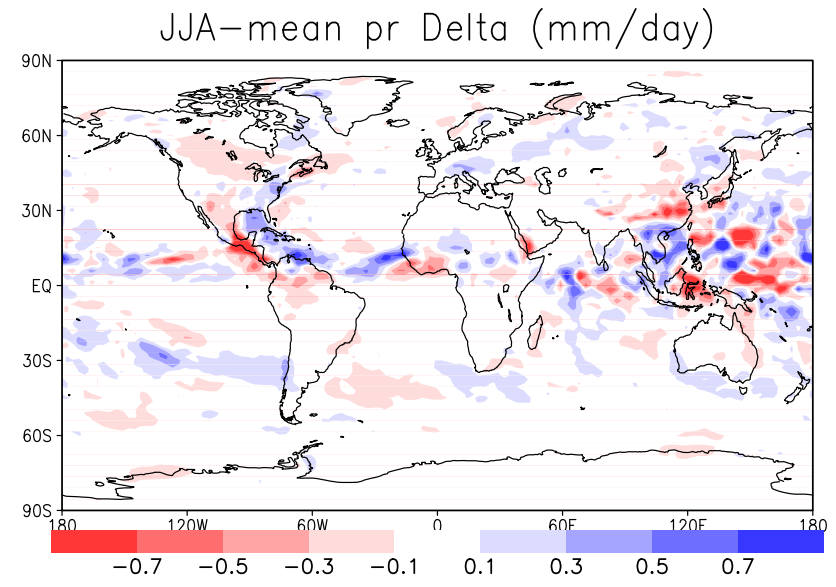 JJA−mean pr Delta (mm/day)
90N
60N
30N
EQ
30S
60S
90S
180 120W 60W 0 60E 120E 180
−0.7 −0.5 −0.3 −0.1 0.1 0.3 0.5 0.7